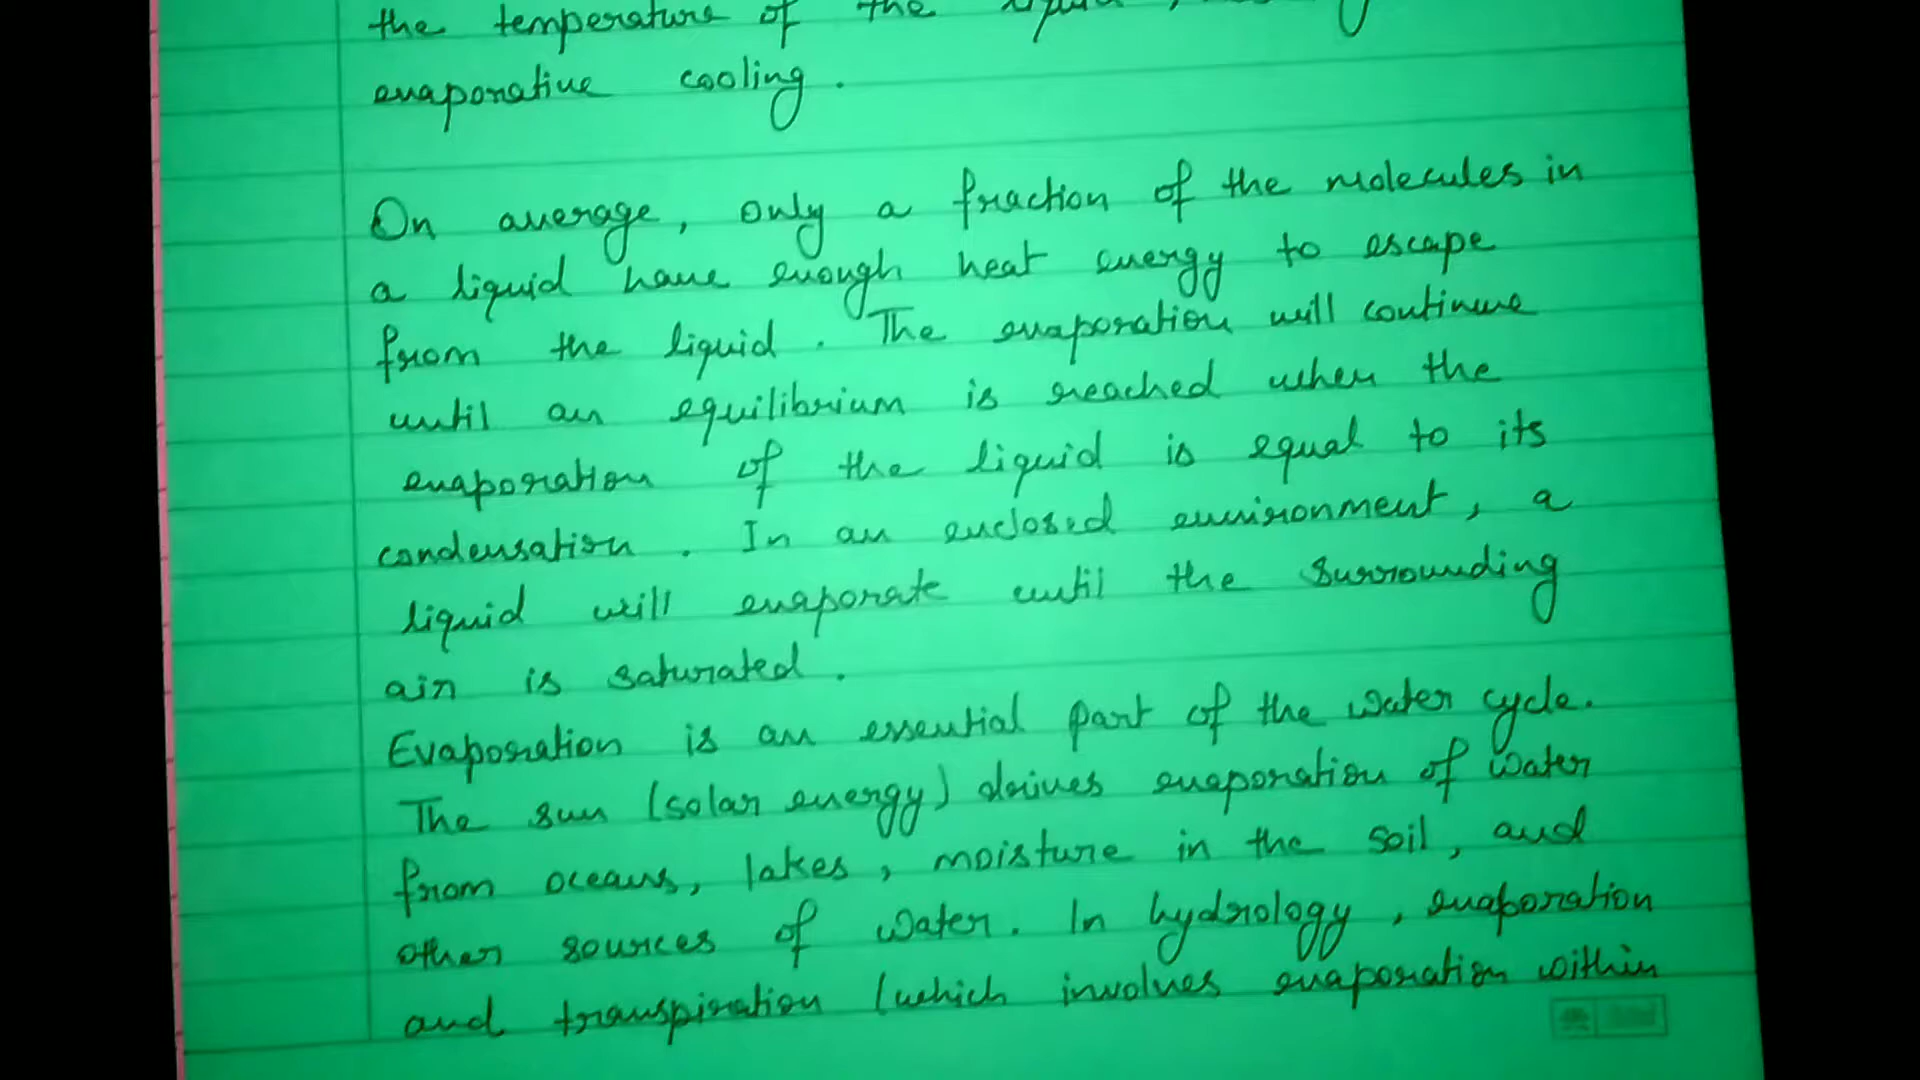 the temperature of the liquid,
evaporative cooling.
On average, only a fraction of the molecules in
a liquid have enough heat energy to escape
from the liquid. The evaporation will continue
until an equilibrium is reached when the
evaporation of the liquid is equal to its
condensation. In an enclosed environment, a
liquid will evaporate until the surrounding
air is saturated.
Evaporation is an essential part of the water cycle.
The sun (solar energy) drives evaporation of water
from oceans, lakes, moisture in the soil, and
other sources of water. In hydrology, evaporation
and transpiration (which involves evaporation within